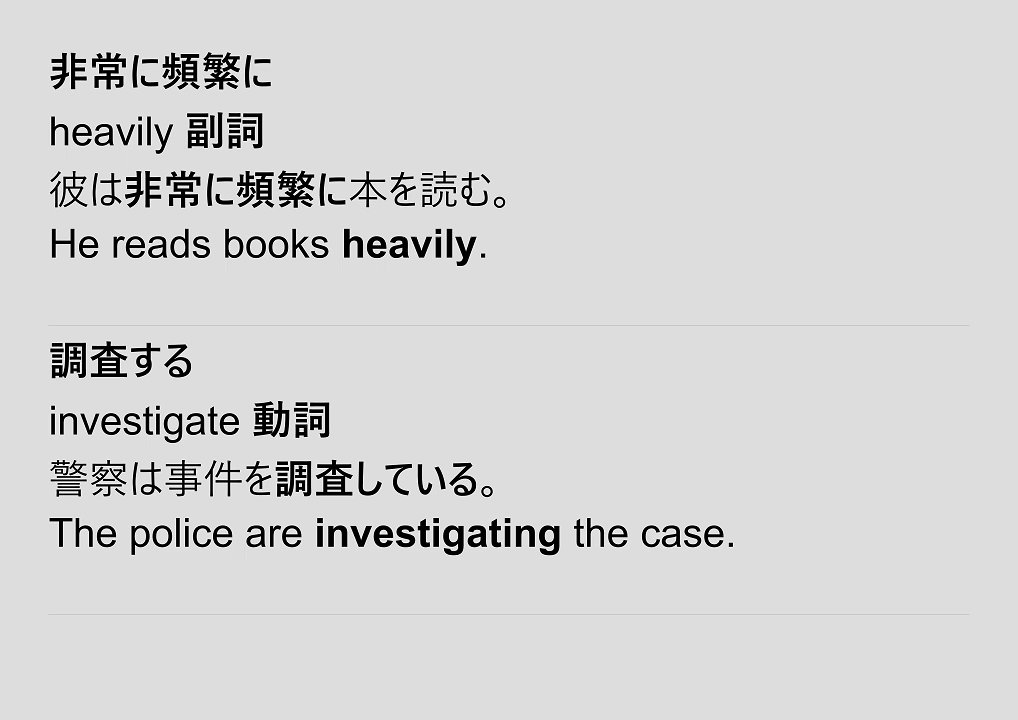 非常に頻繁に
heavily 副詞
彼は非常に頻繁に本を読む。
He reads books heavily.
調査する
investigate 動詞
警察は事件を調査している。
The police are investigating the case.